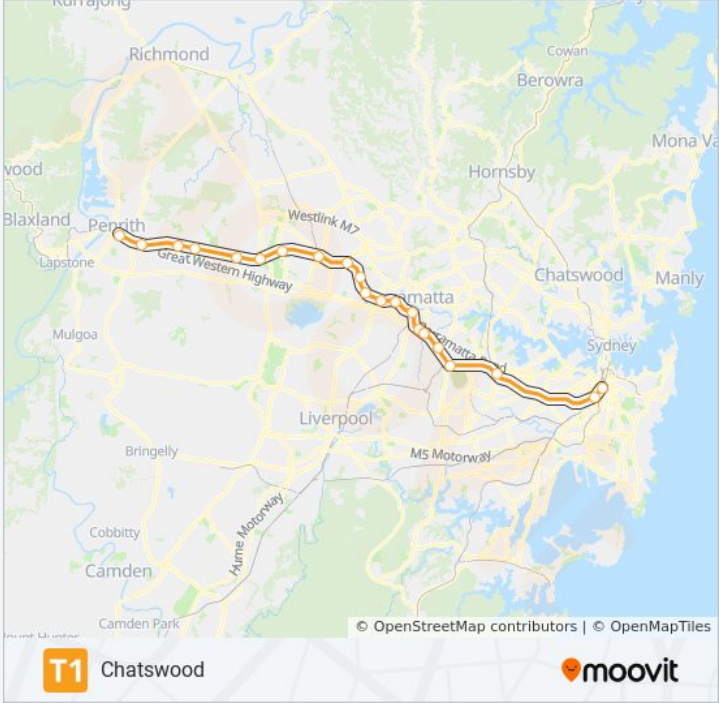 Kurrajong
Richmond
Cowan
Berowra
Mona Va
wood
Hornsby
Westlink M7
Blaxland
Penrith
Great Western Highway
Lapstone
Chatswood
Manly
amatta
Mulgoa
Sydney
Liverpool
Bringelly
M5 Motorway
Hume Motorway
Cobbitty
Camden
Camden Park
© OpenStreetMap contributors | © OpenMapTiles
T1 Chatswood
moovit